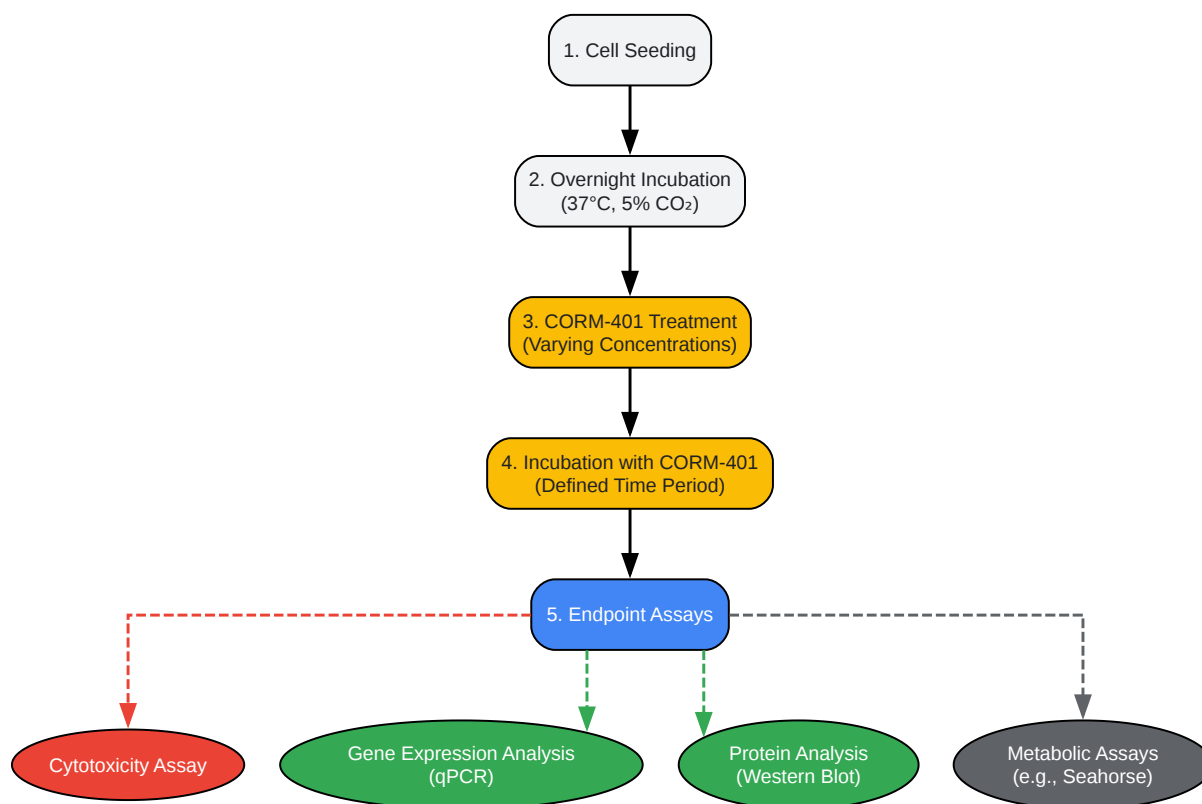 1. Cell Seeding
2. Overnight Incubation
(37°C, 5% CO₂)
3. CORM-401 Treatment
(Varying Concentrations)
4. Incubation with CORM-401
(Defined Time Period)
5. Endpoint Assays
Cytotoxicity Assay
Gene Expression Analysis
(qPCR)
Protein Analysis
(Western Blot)
Metabolic Assays
(e.g., Seahorse)